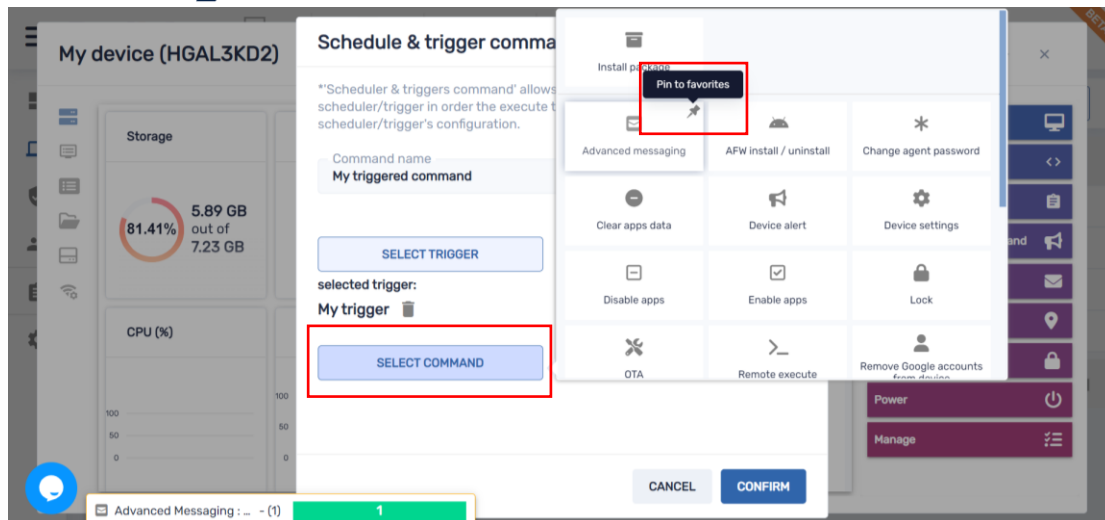 BETA
My device (HGAL3KD2)
Storage
81.41%
5.89 GB
out of
7.23 GB
CPU (%)
100
50
0
100
50
0
Schedule & trigger comma
*'Scheduler & triggers command' allows
scheduler/trigger in order the execute t
scheduler/trigger's configuration.
Command name
My triggered command
SELECT TRIGGER
selected trigger:
My trigger
SELECT COMMAND
CANCEL
CONFIRM
Install package
Pin to favorites
Advanced messaging
AFW install / uninstall
Change agent password
Clear apps data
Device alert
Device settings
Disable apps
Enable apps
Lock
OTA
Remote execute
Remove Google accounts
from device
and
Power
Manage
Advanced Messaging : ... - (1)
1